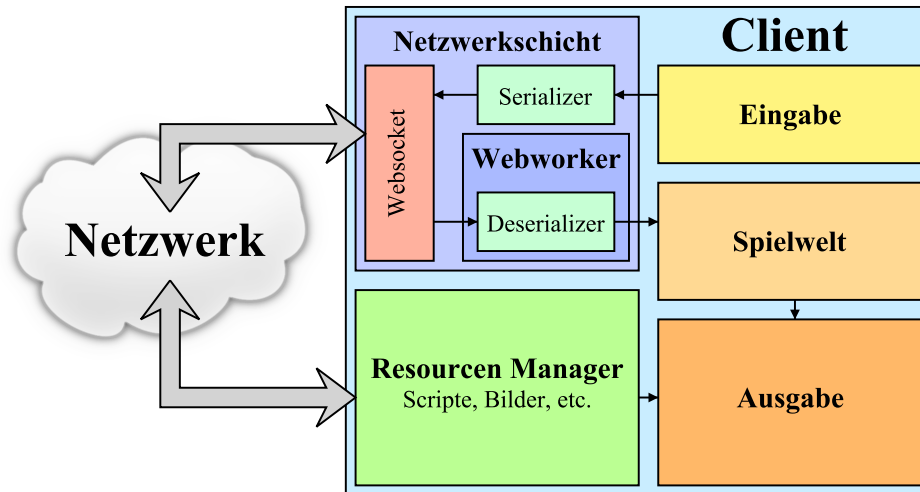 Client
Netzwerkschicht
Websocket
Serializer
Eingabe
Webworker
Deserializer
Spielwelt
Netzwerk
Resourcen Manager
Scripte, Bilder, etc.
Ausgabe